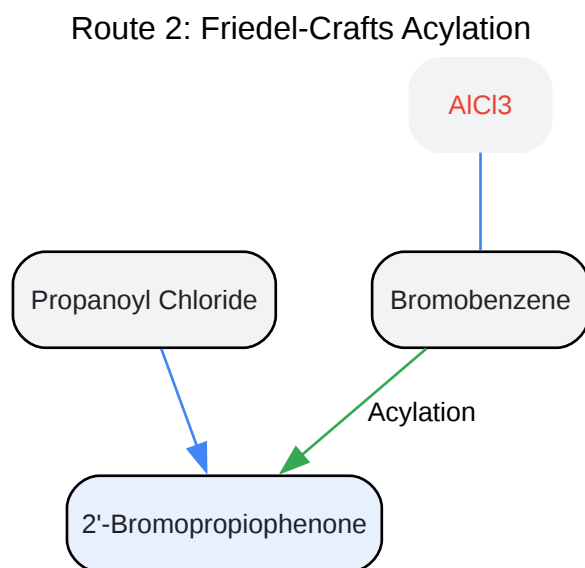 Route 2: Friedel-Crafts Acylation
AlCl3
Propanoyl Chloride
Bromobenzene
Acylation
2'-Bromopropiophenone